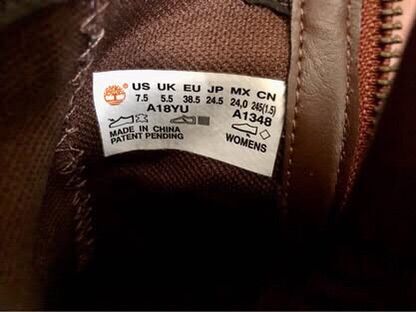 US UK EU JP MX CN
7.5 5.5 38.5 24.5 24,0 245(1.5)
A18YU A1348
MADE IN CHINA
PATENT PENDING
WOMENS